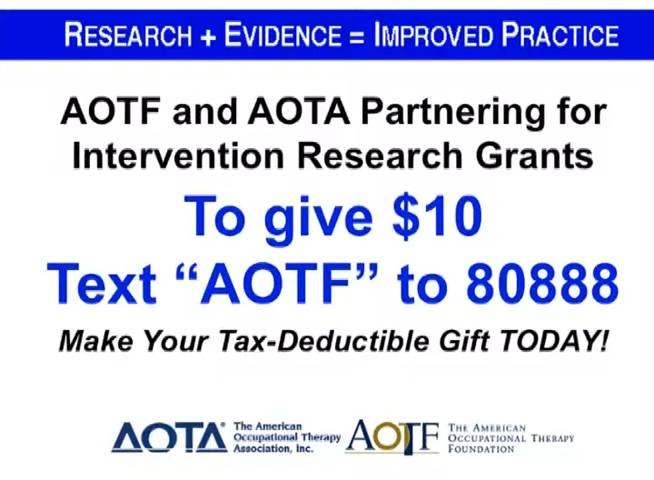 RESEARCH + EVIDENCE = IMPROVED PRACTICE
AOTF and AOTA Partnering for
Intervention Research Grants
To give $10
Text “AOTF” to 80888
Make Your Tax-Deductible Gift TODAY!
AOTA® The American
Occupational Therapy
Association, Inc.
AOTF THE AMERICAN
OCCUPATIONAL THERAPY
FOUNDATION